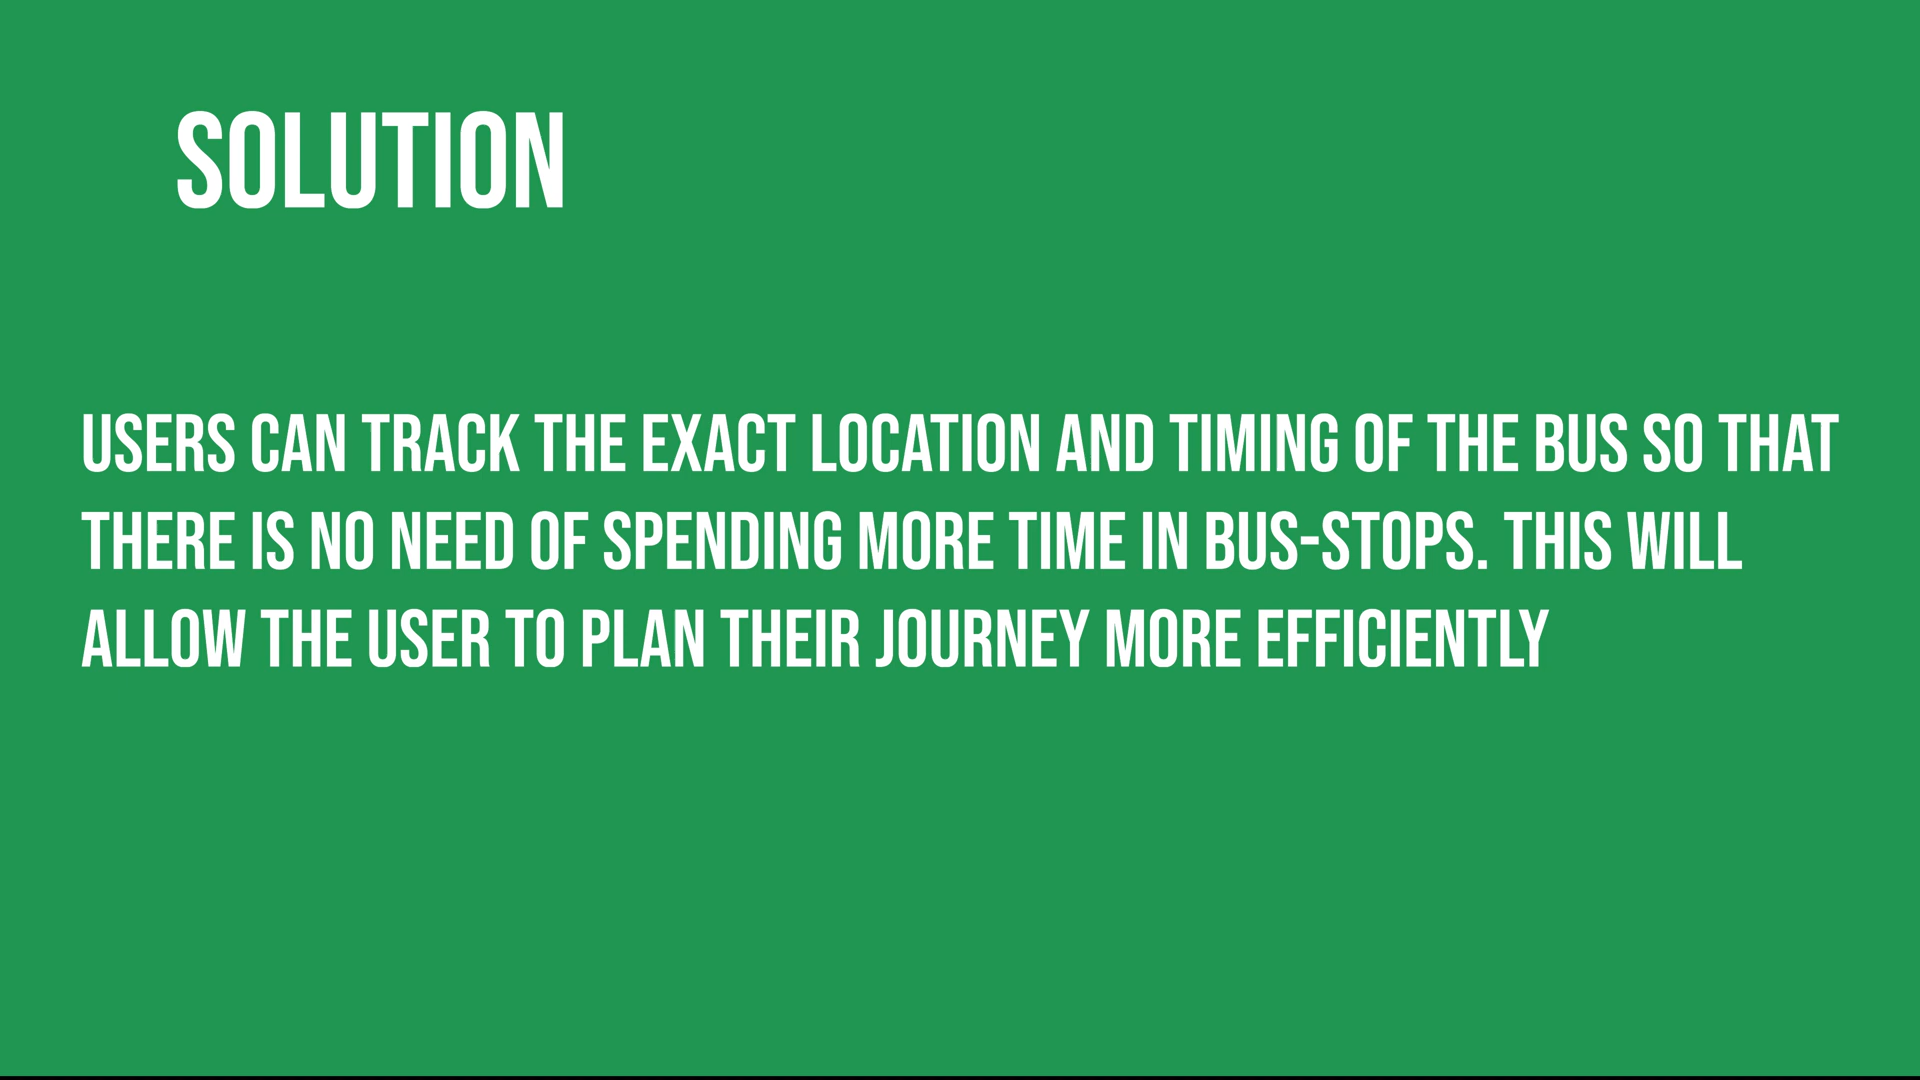 SOLUTION
USERS CAN TRACK THE EXACT LOCATION AND TIMING OF THE BUS SO THAT
THERE IS NO NEED OF SPENDING MORE TIME IN BUS-STOPS. THIS WILL
ALLOW THE USER TO PLAN THEIR JOURNEY MORE EFFICIENTLY